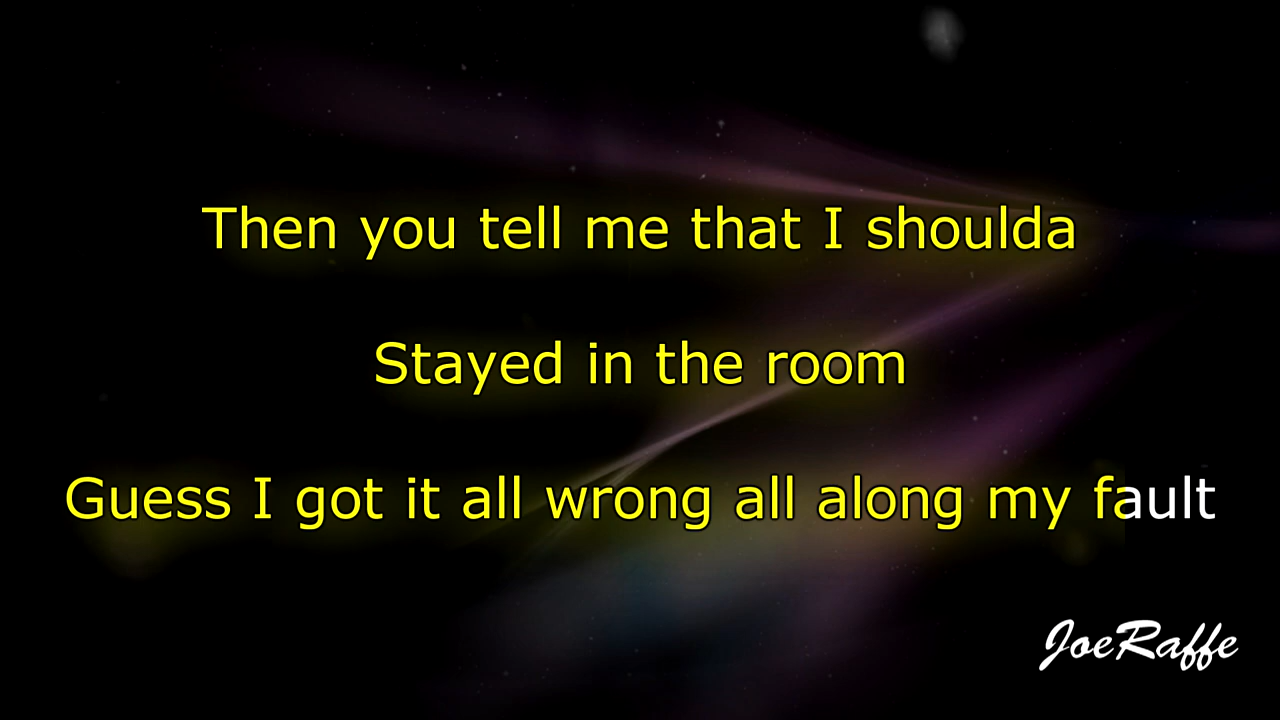 Then you tell me that I shoulda
Stayed in the room
Guess I got it all wrong all along my fault
JoeRaffe